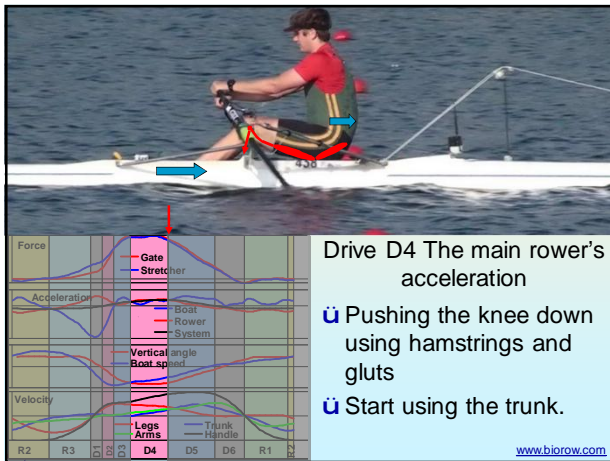 438
Force
Gate
Stretcher
Acceleration
Boat
Rower
System
Vertical angle
Boat speed
Velocity
Legs
Trunk
Arms
Handle
R2 R3 D1 D2 D3 D4 D5 D6 R1 R2
Drive D4 The main rower's
acceleration
ü Pushing the knee down
using hamstrings and
gluts
ü Start using the trunk.
www.biorow.com